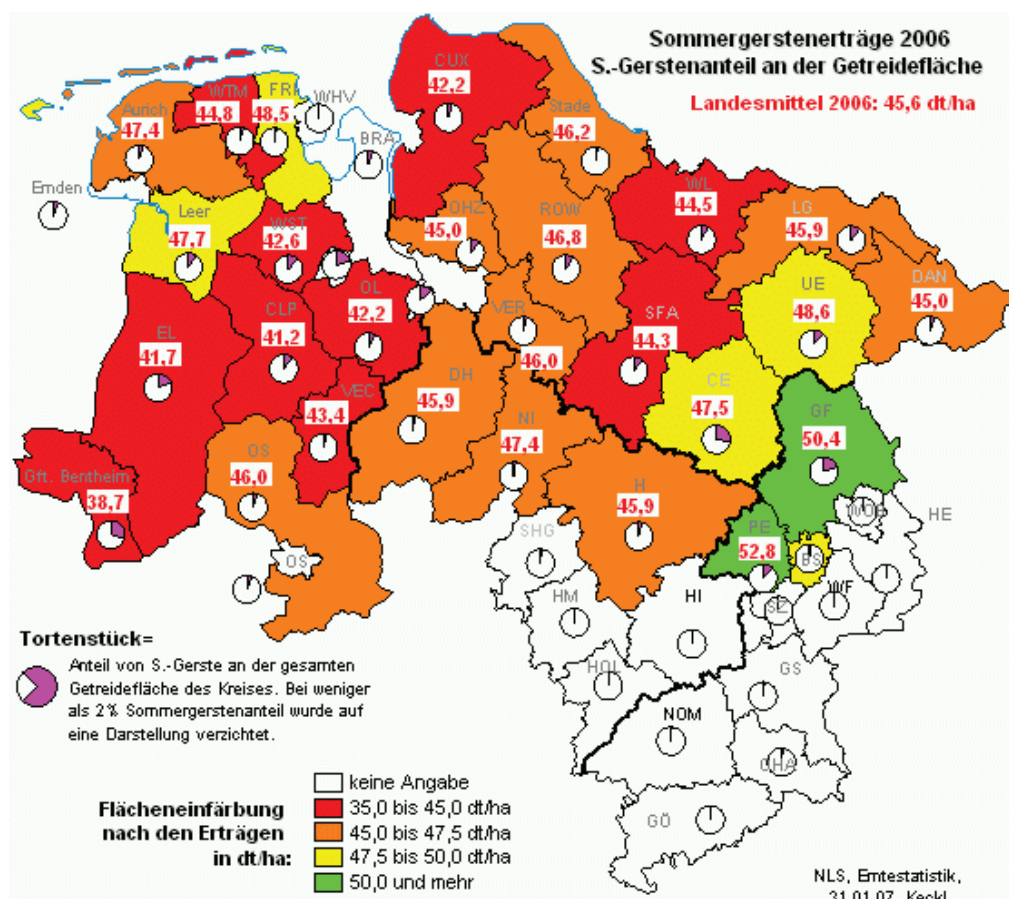 Sommergerstenerträge 2006
S.-Gerstenanteil an der Getreidefläche
Landesmittel 2006: 45,6 dt/ha
CUX
42,2
WTM
44,8
FRI
48,5
WHV
Aurich
47,4
BRA
Stade
46,2
Emden
Leer
47,7
WST
42,6
OHZ
45,0
ROW
46,8
WL
44,5
LG
45,9
UE
48,6
DAN
45,0
OL
42,2
CLP
41,2
EL
41,7
VER
46,0
SFA
44,3
CE
47,5
DH
45,9
VEC
43,4
NI
47,4
GF
50,4
Gft. Bentheim
38,7
OS
46,0
H
45,9
WOB
HE
PE
52,8
BS
SHG
OS
HM
HI
SZ
WF
HOL
GS
NOM
OHA
GÖ
Tortenstück=
Anteil von S.-Gerste an der gesamten
Getreidefläche des Kreises. Bei weniger
als 2% Sommergerstenanteil wurde auf
eine Darstellung verzichtet.
Flächeneinfärbung
nach den Erträgen
in dt/ha:
keine Angabe
35,0 bis 45,0 dt/ha
45,0 bis 47,5 dt/ha
47,5 bis 50,0 dt/ha
50,0 und mehr
NLS, Erntestatistik,
31.01.07, Keckl